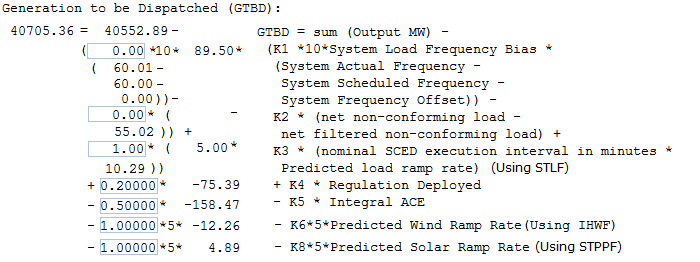 Generation to be Dispatched (GTBD):
40705.36 = 40552.89 - GTBD = sum (Output MW) -
( 0.00 *10* 89.50* (K1 *10*System Load Frequency Bias *
( 60.01 - (System Actual Frequency -
60.00 - System Scheduled Frequency -
0.00))- System Frequency Offset)) -
0.00 * ( - K2 * (net non-conforming load -
55.02 )) + net filtered non-conforming load) +
1.00 * ( 5.00 * K3 * (nominal SCED execution interval in minutes *
10.29 )) Predicted load ramp rate) (Using STLF)
+ 0.20000 * -75.39 + K4 * Regulation Deployed
- 0.50000 * -158.47 - K5 * Integral ACE
- 1.00000 *5* -12.26 - K6*5*Predicted Wind Ramp Rate (Using IHWF)
- 1.00000 *5* 4.89 - K8*5*Predicted Solar Ramp Rate (Using STPPF)